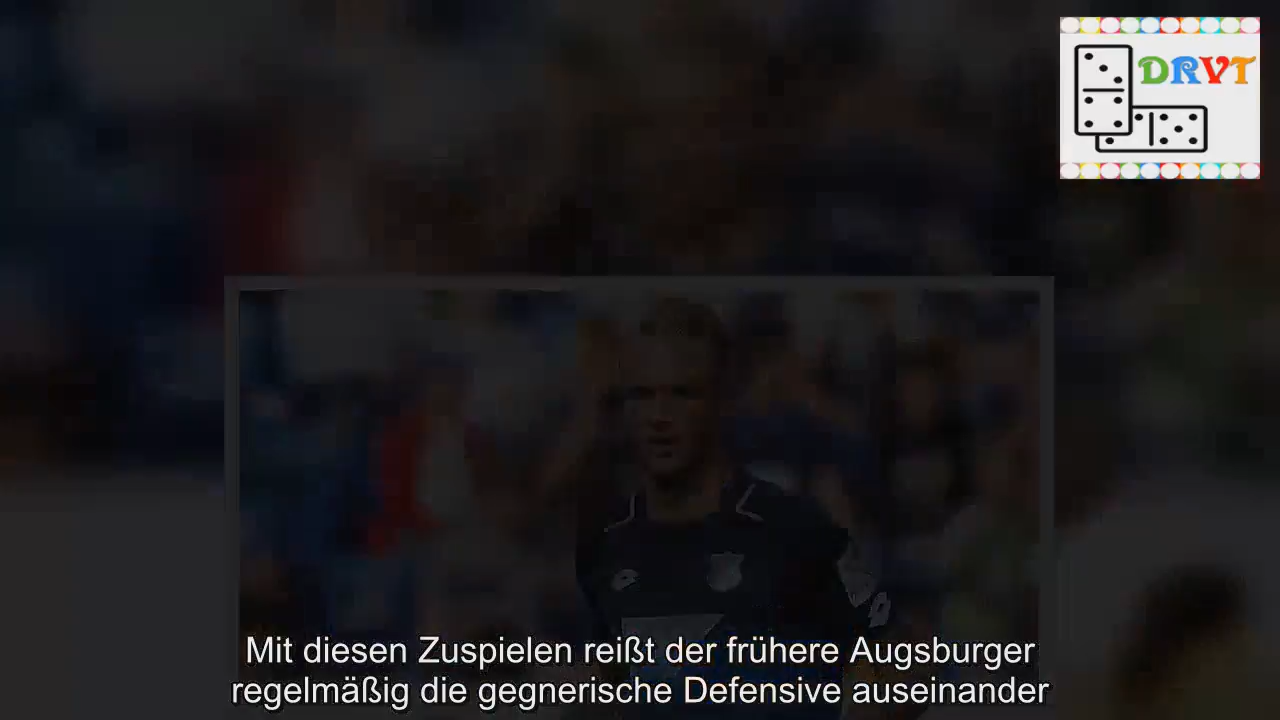 DRVT
Mit diesen Zuspielen reißt der frühere Augsburger
regelmäßig die gegnerische Defensive auseinander